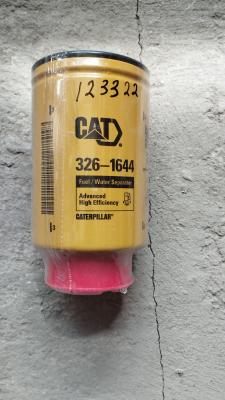 123322
CAT
326-1644
Fuel / Water Separator
Advanced
High Efficiency
CATERPILLAR®